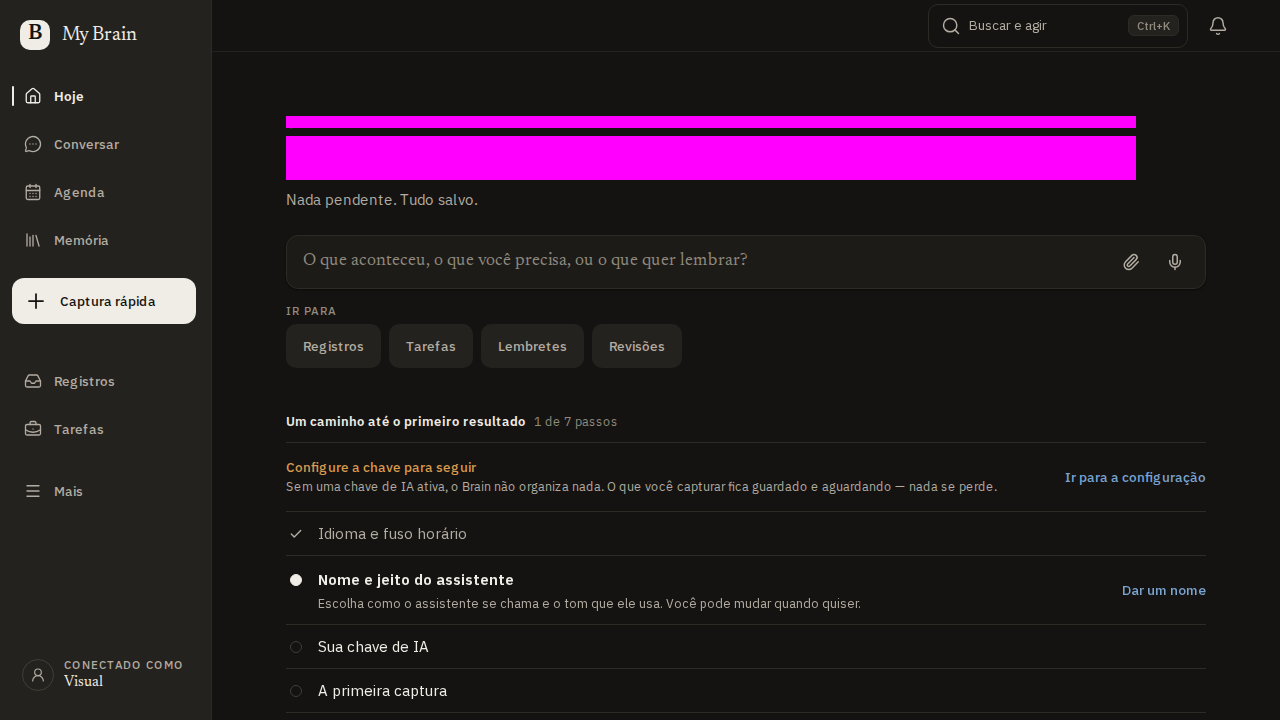 B My Brain
Buscar e agir Ctrl+K
Hoje
Conversar
Agenda
Memória
Captura rápida
Registros
Tarefas
Mais
CONECTADO COMO
Visual
Nada pendente. Tudo salvo.
O que aconteceu, o que você precisa, ou o que quer lembrar?
IR PARA
Registros Tarefas Lembretes Revisões
Um caminho até o primeiro resultado 1 de 7 passos
Configure a chave para seguir
Sem uma chave de IA ativa, o Brain não organiza nada. O que você capturar fica guardado e aguardando — nada se perde.
Ir para a configuração
Idioma e fuso horário
Nome e jeito do assistente
Escolha como o assistente se chama e o tom que ele usa. Você pode mudar quando quiser.
Dar um nome
Sua chave de IA
A primeira captura